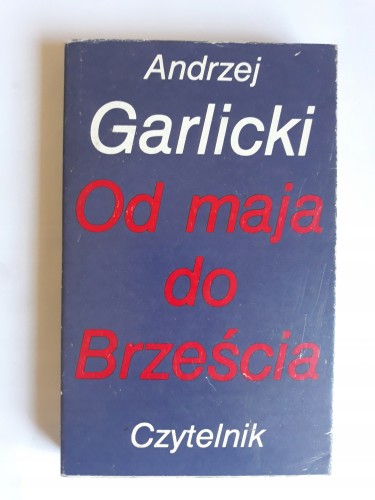 Andrzej
Garlicki
Od maja
do
Brześcia
Czytelnik